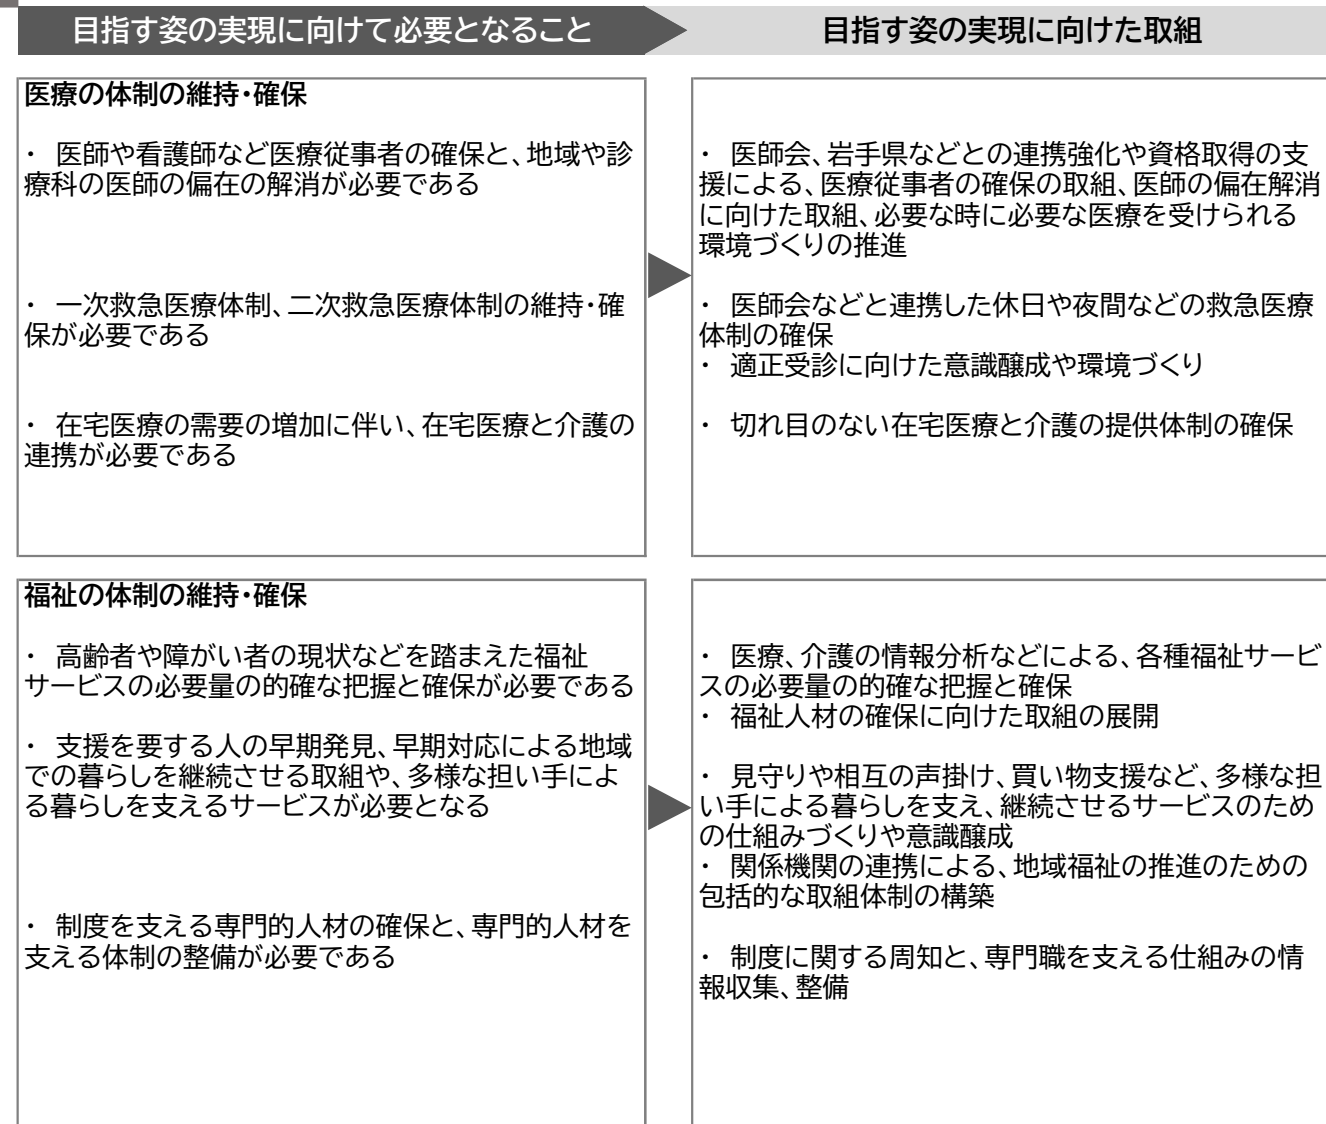 目指す姿の実現に向けて必要となること
目指す姿の実現に向けた取組
医療の体制の維持・確保
・ 医師や看護師など医療従事者の確保と、地域や診
療科の医師の偏在の解消が必要である
・ 一次救急医療体制、二次救急医療体制の維持・確
保が必要である
・ 在宅医療の需要の増加に伴い、在宅医療と介護の
連携が必要である
・ 医師会、岩手県などとの連携強化や資格取得の支
援による、医療従事者の確保の取組、医師の偏在解消
に向けた取組、必要な時に必要な医療を受けられる
環境づくりの推進
・ 医師会などと連携した休日や夜間などの救急医療
体制の確保
・ 適正受診に向けた意識醸成や環境づくり
・ 切れ目のない在宅医療と介護の提供体制の確保
福祉の体制の維持・確保
・ 高齢者や障がい者の現状などを踏まえた福祉
サービスの必要量の的確な把握と確保が必要である
・ 支援を要する人の早期発見、早期対応による地域
での暮らしを継続させる取組や、多様な担い手によ
る暮らしを支えるサービスが必要となる
・ 制度を支える専門的人材の確保と、専門的人材を
支える体制の整備が必要である
・ 医療、介護の情報分析などによる、各種福祉サービ
スの必要量の的確な把握と確保
・ 福祉人材の確保に向けた取組の展開
・ 見守りや相互の声掛け、買い物支援など、多様な担
い手による暮らしを支え、継続させるサービスのため
の仕組みづくりや意識醸成
・ 関係機関の連携による、地域福祉の推進のための
包括的な取組体制の構築
・ 制度に関する周知と、専門職を支える仕組みの情
報収集、整備